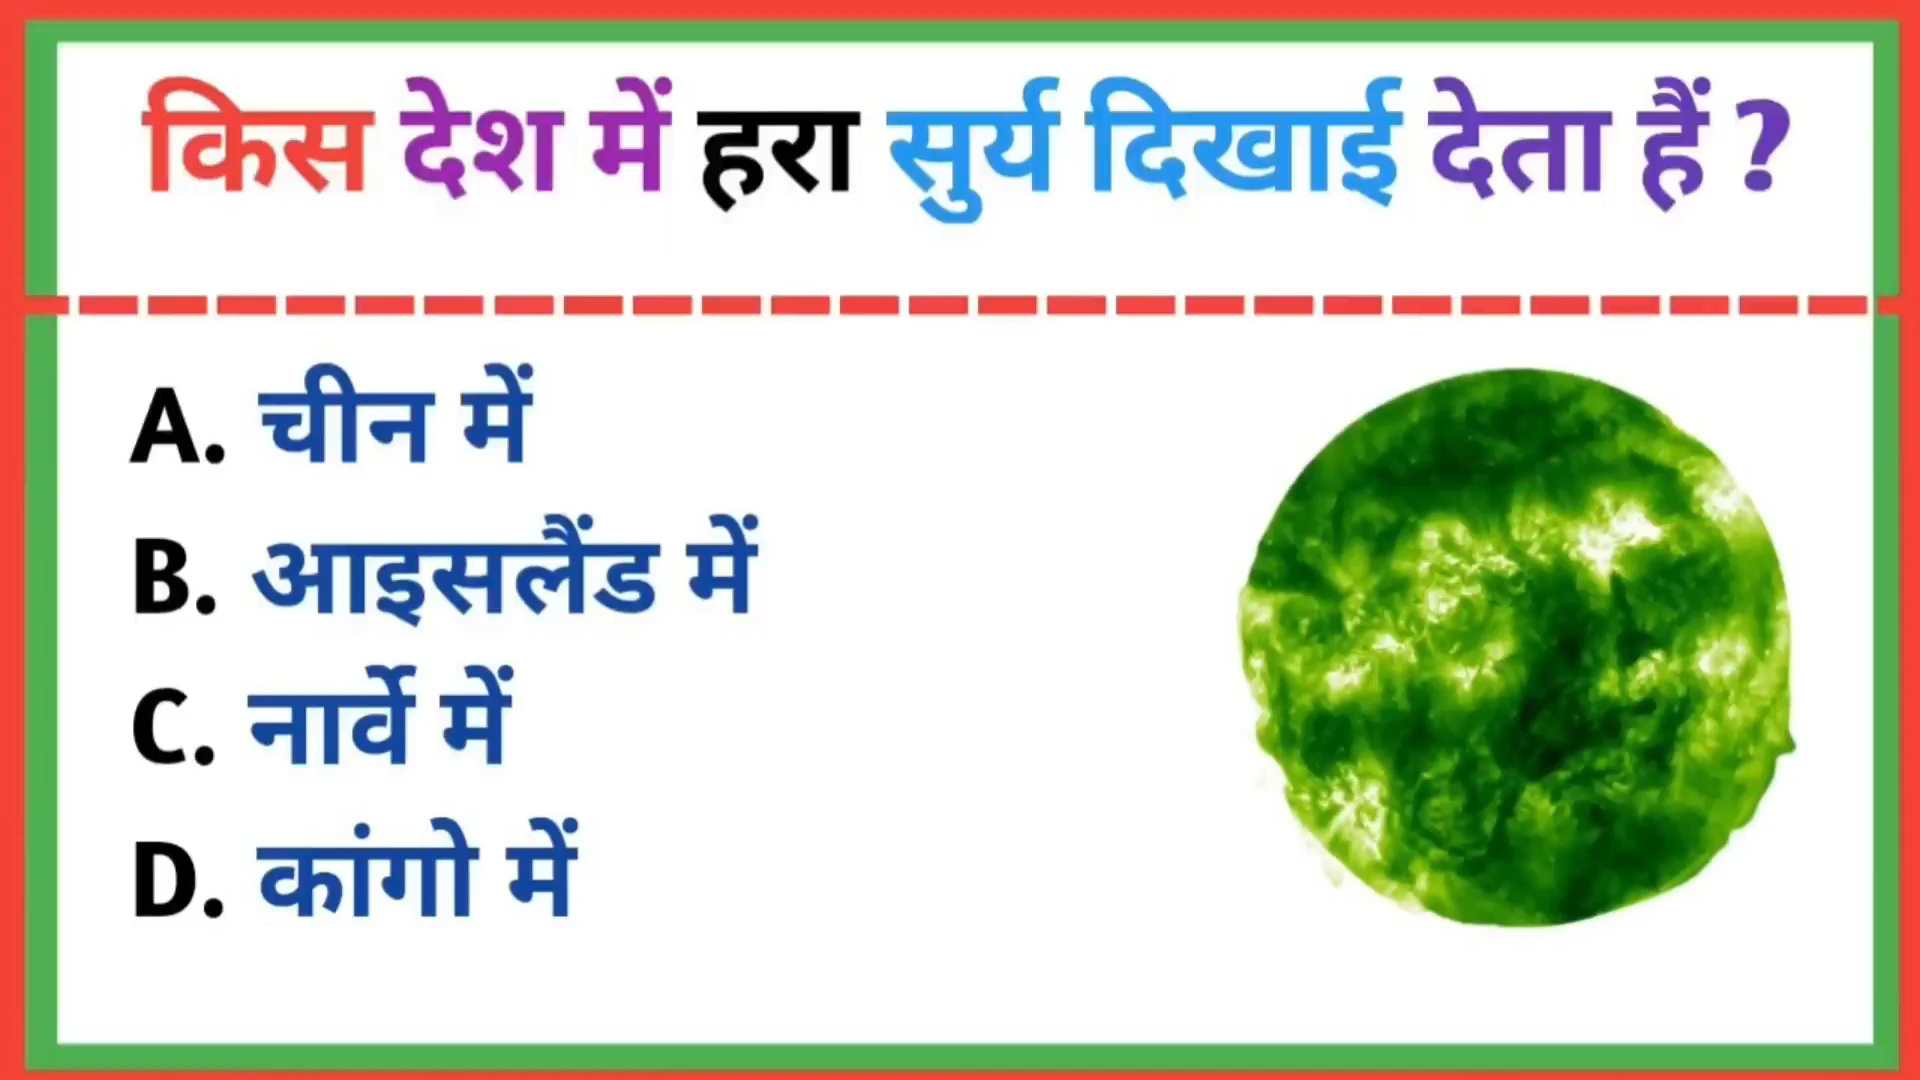 किस देश में हरा सुर्य दिखाई देता हैं ?
A. चीन में
B. आइसलैंड में
C. नार्वे में
D. कांगो में